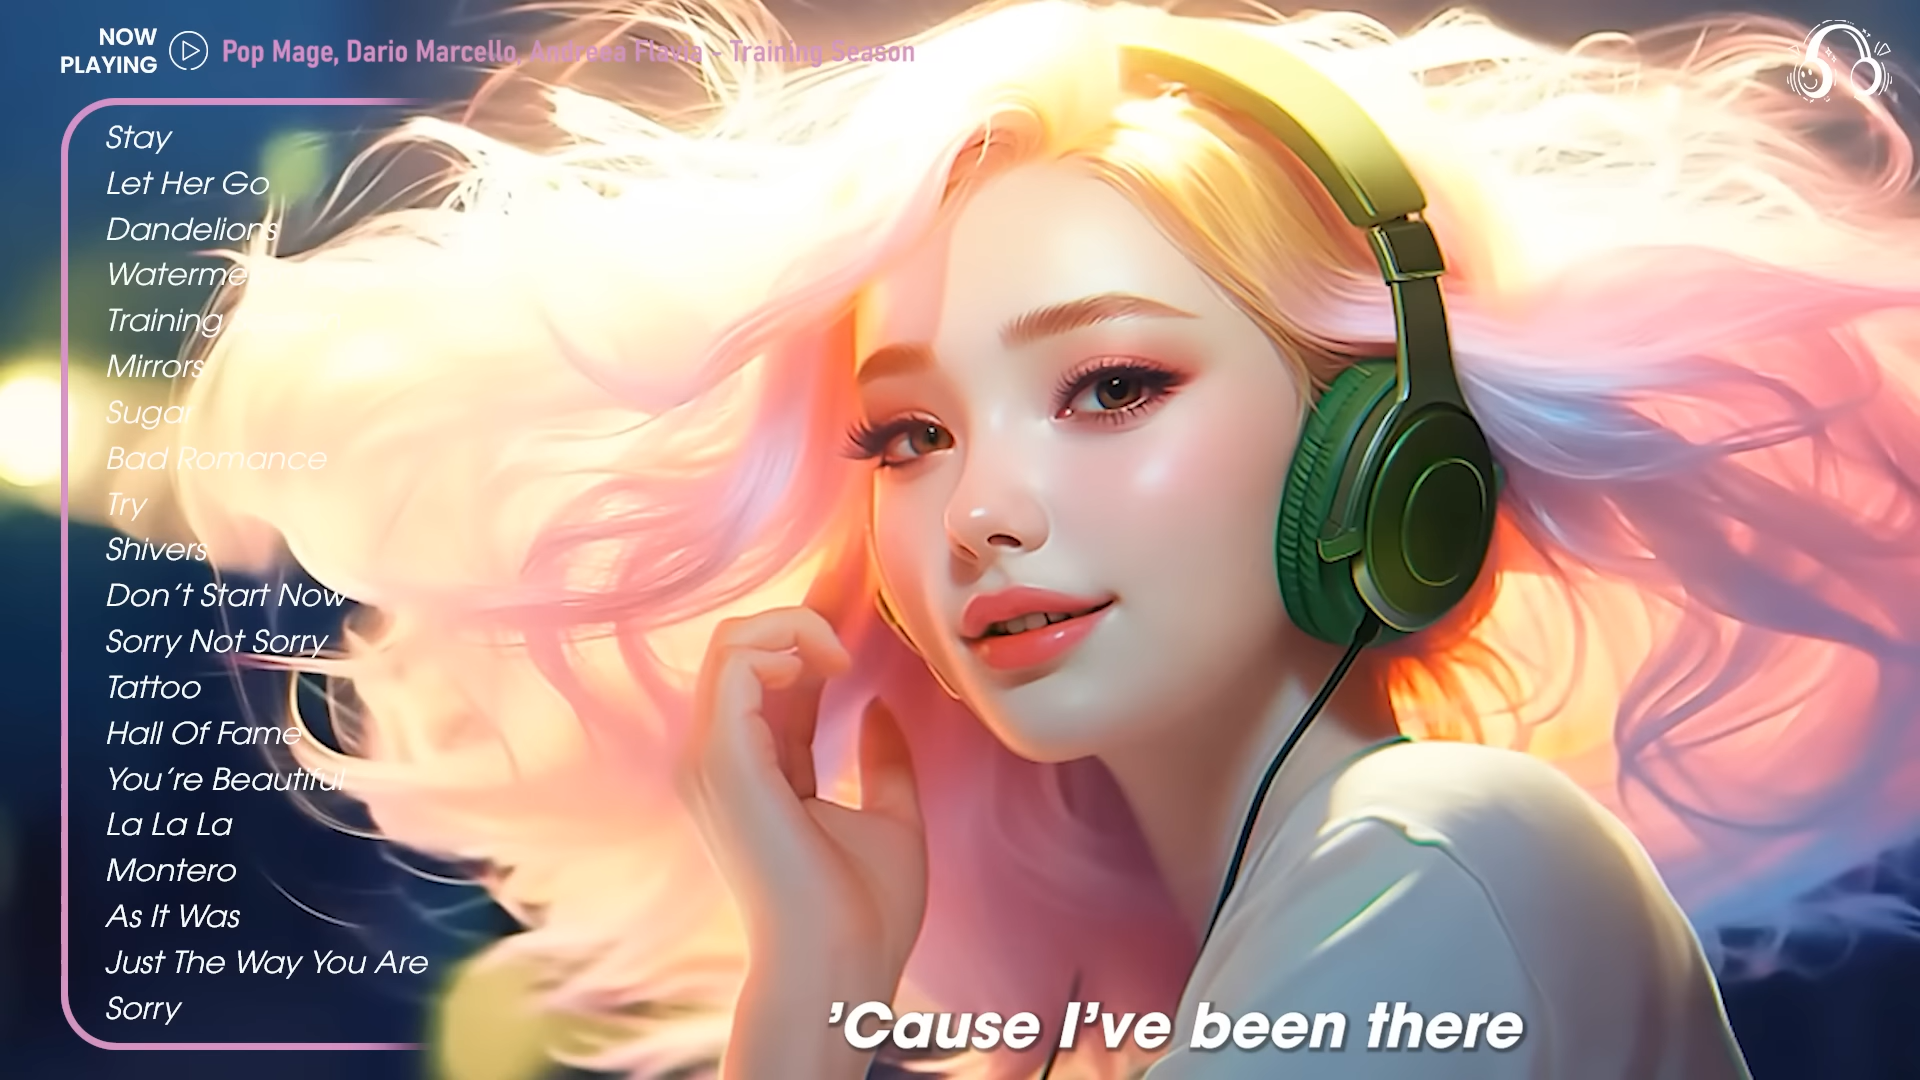 NOW
PLAYING
Pop Mage, Dario Marcello, Andreea Flavia - Training Season
Stay
Let Her Go
Dandelions
Waterme
Training
Mirrors
Sugar
Bad Romance
Try
Shivers
Don't Start Now
Sorry Not Sorry
Tattoo
Hall Of Fame
You're Beautiful
La La La
Montero
As It Was
Just The Way You Are
Sorry
'Cause I've been there